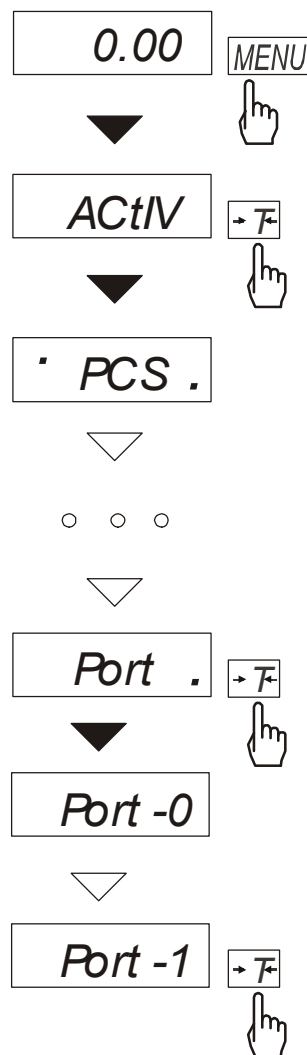 0.00
MENU
ACtIV
→T←
PCS .
Port .
→T←
Port -0
Port -1
→T←